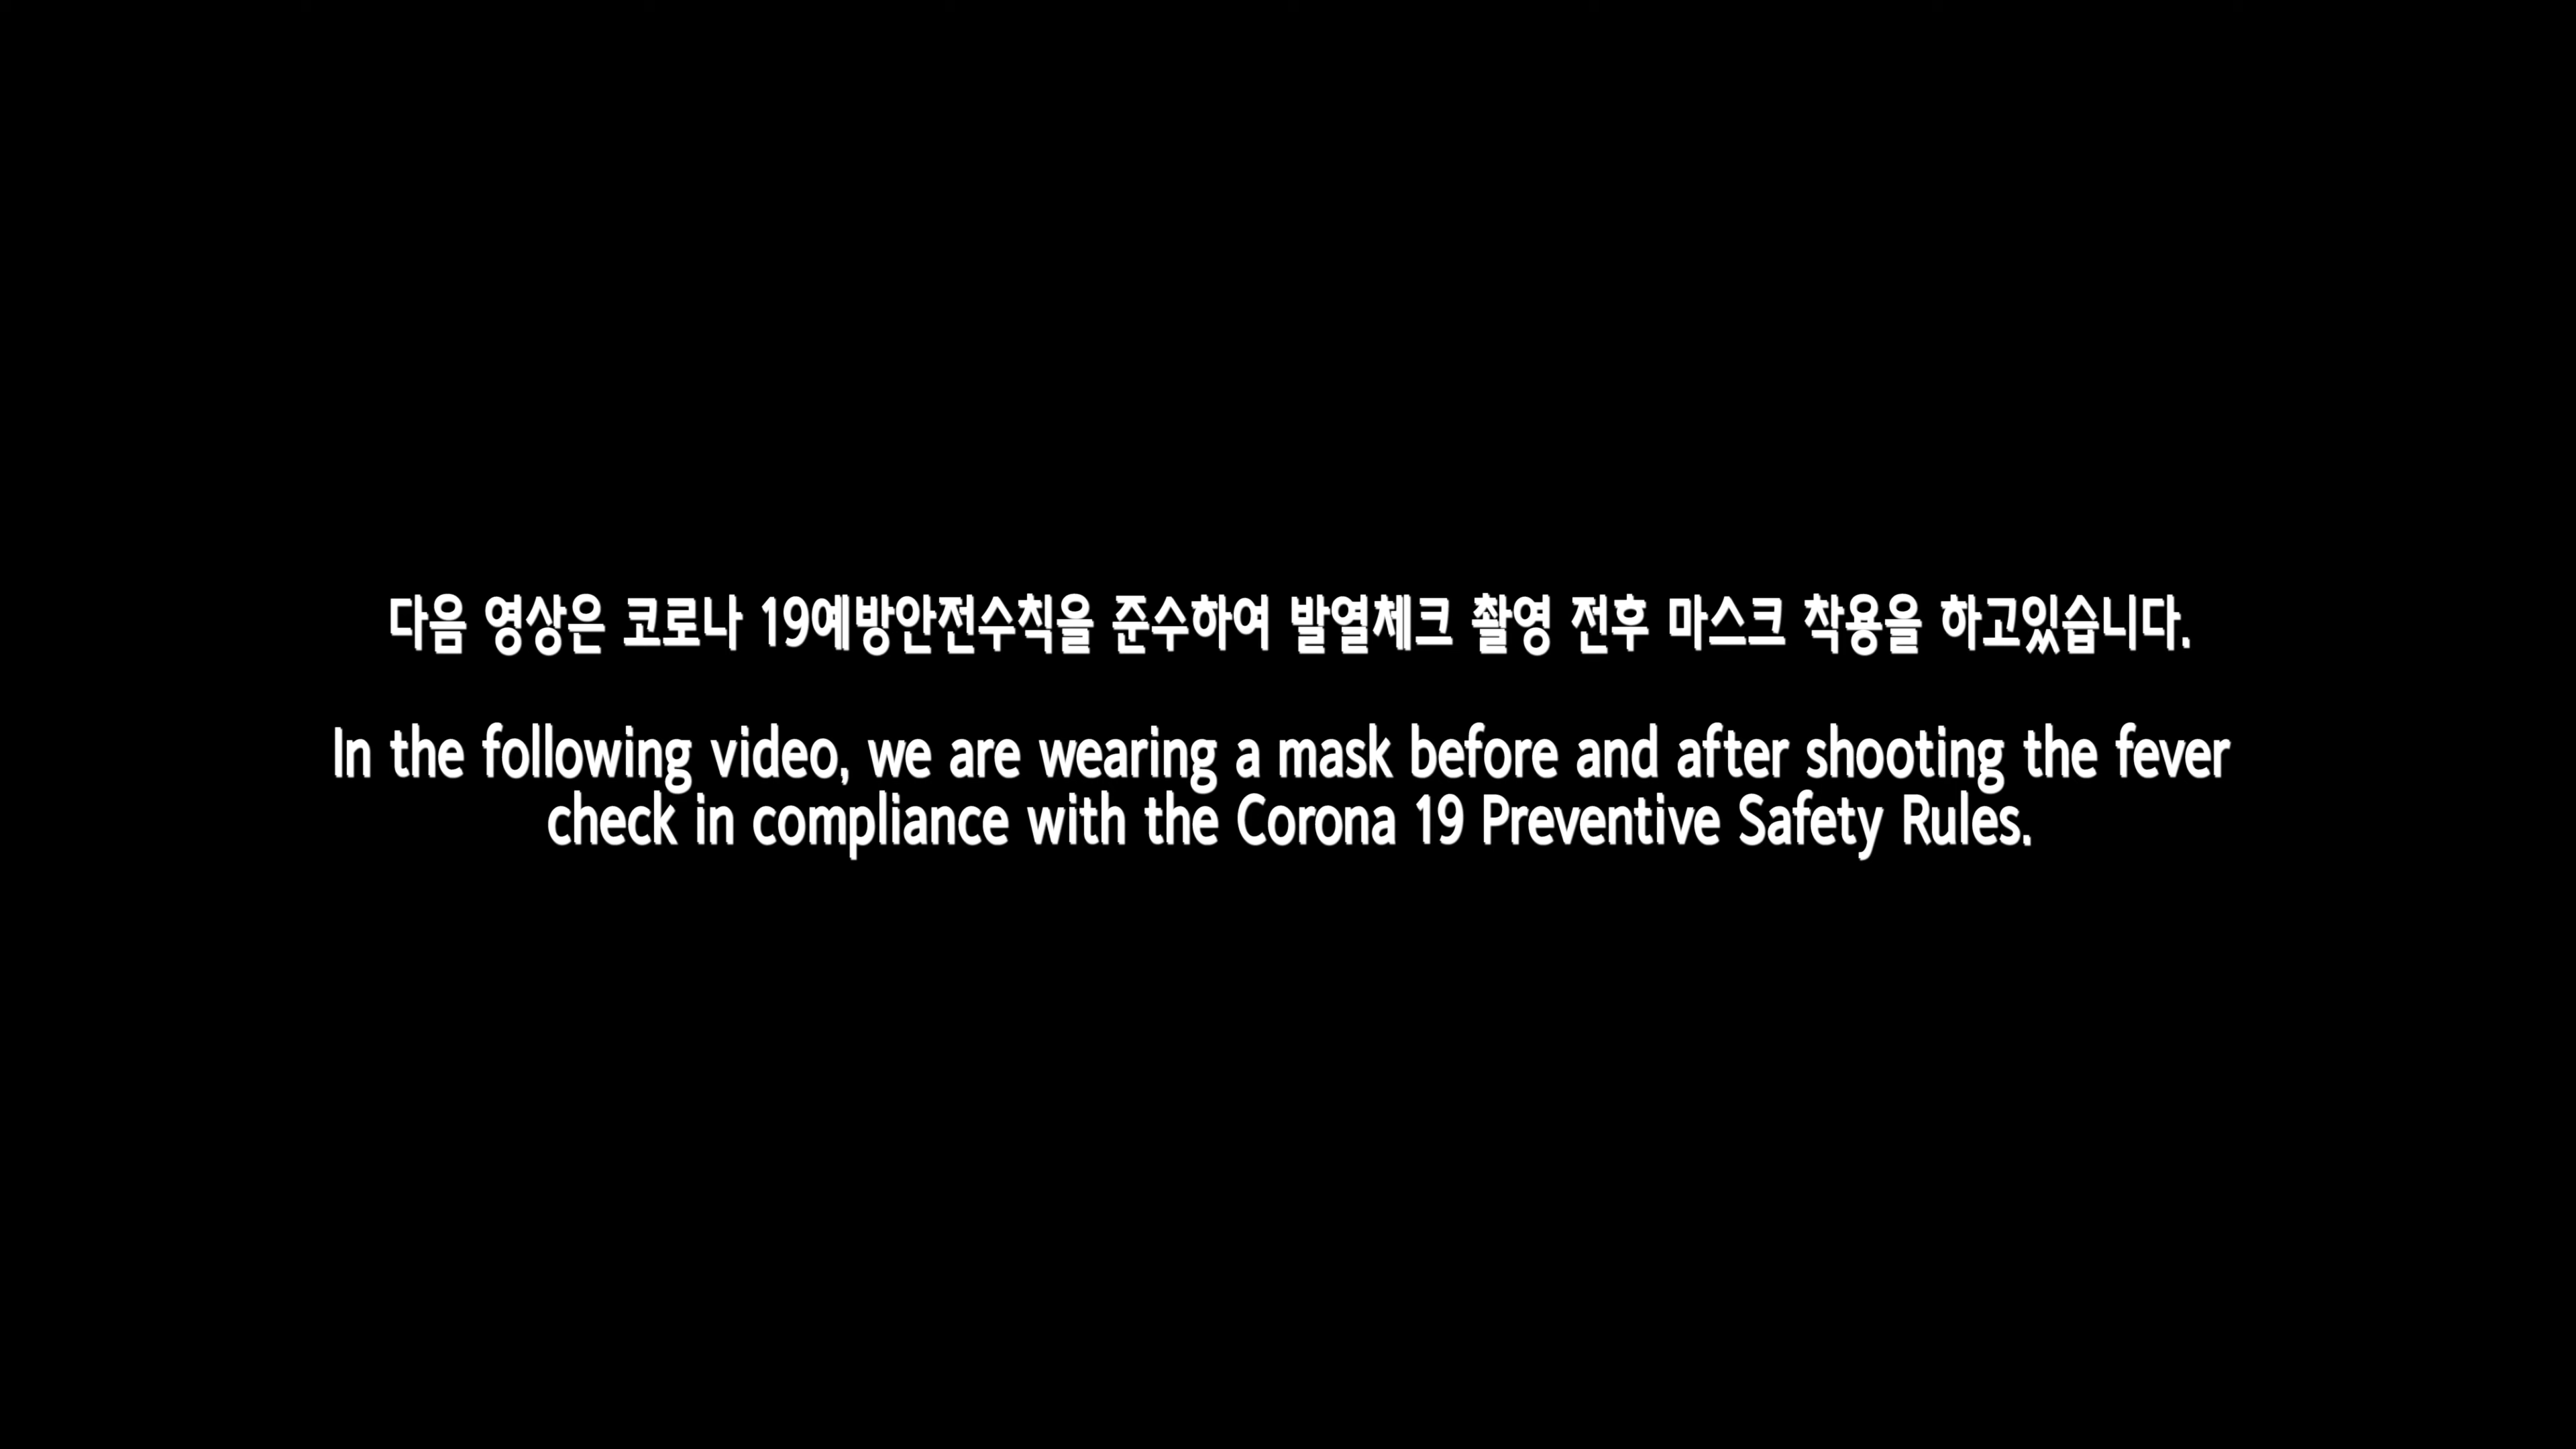 다음 영상은 코로나 19예방안전수칙을 준수하여 발열체크 촬영 전후 마스크 착용을 하고있습니다.
In the following video, we are wearing a mask before and after shooting the fever
check in compliance with the Corona 19 Preventive Safety Rules.